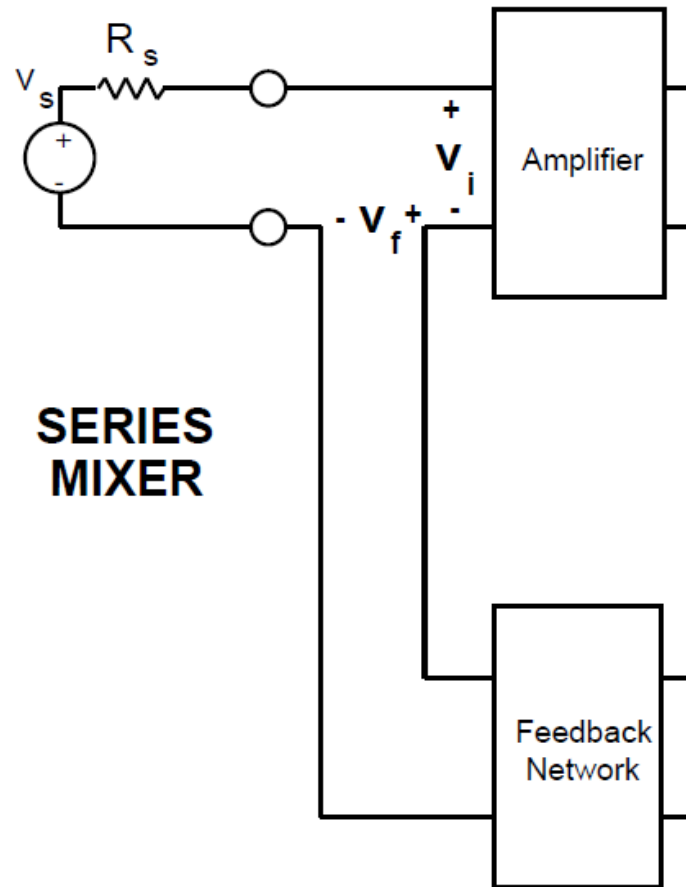 R s
V s
+
-
+
V i
-
- V f +
Amplifier
SERIES
MIXER
Feedback
Network